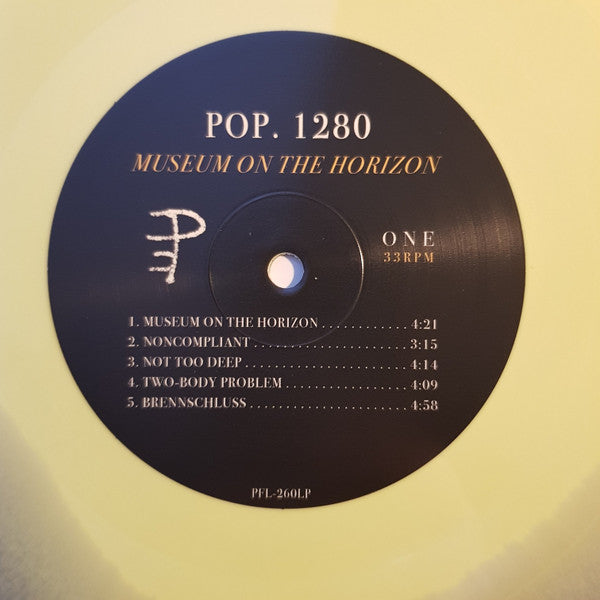 POP. 1280
MUSEUM ON THE HORIZON
ONE
33RPM
1. MUSEUM ON THE HORIZON ............ 4:21
2. NONCOMPLIANT ....................... 3:15
3. NOT TOO DEEP ........................ 4:14
4. TWO-BODY PROBLEM ................. 4:09
5. BRENNSCHLUSS ....................... 4:58
PFL-260LP